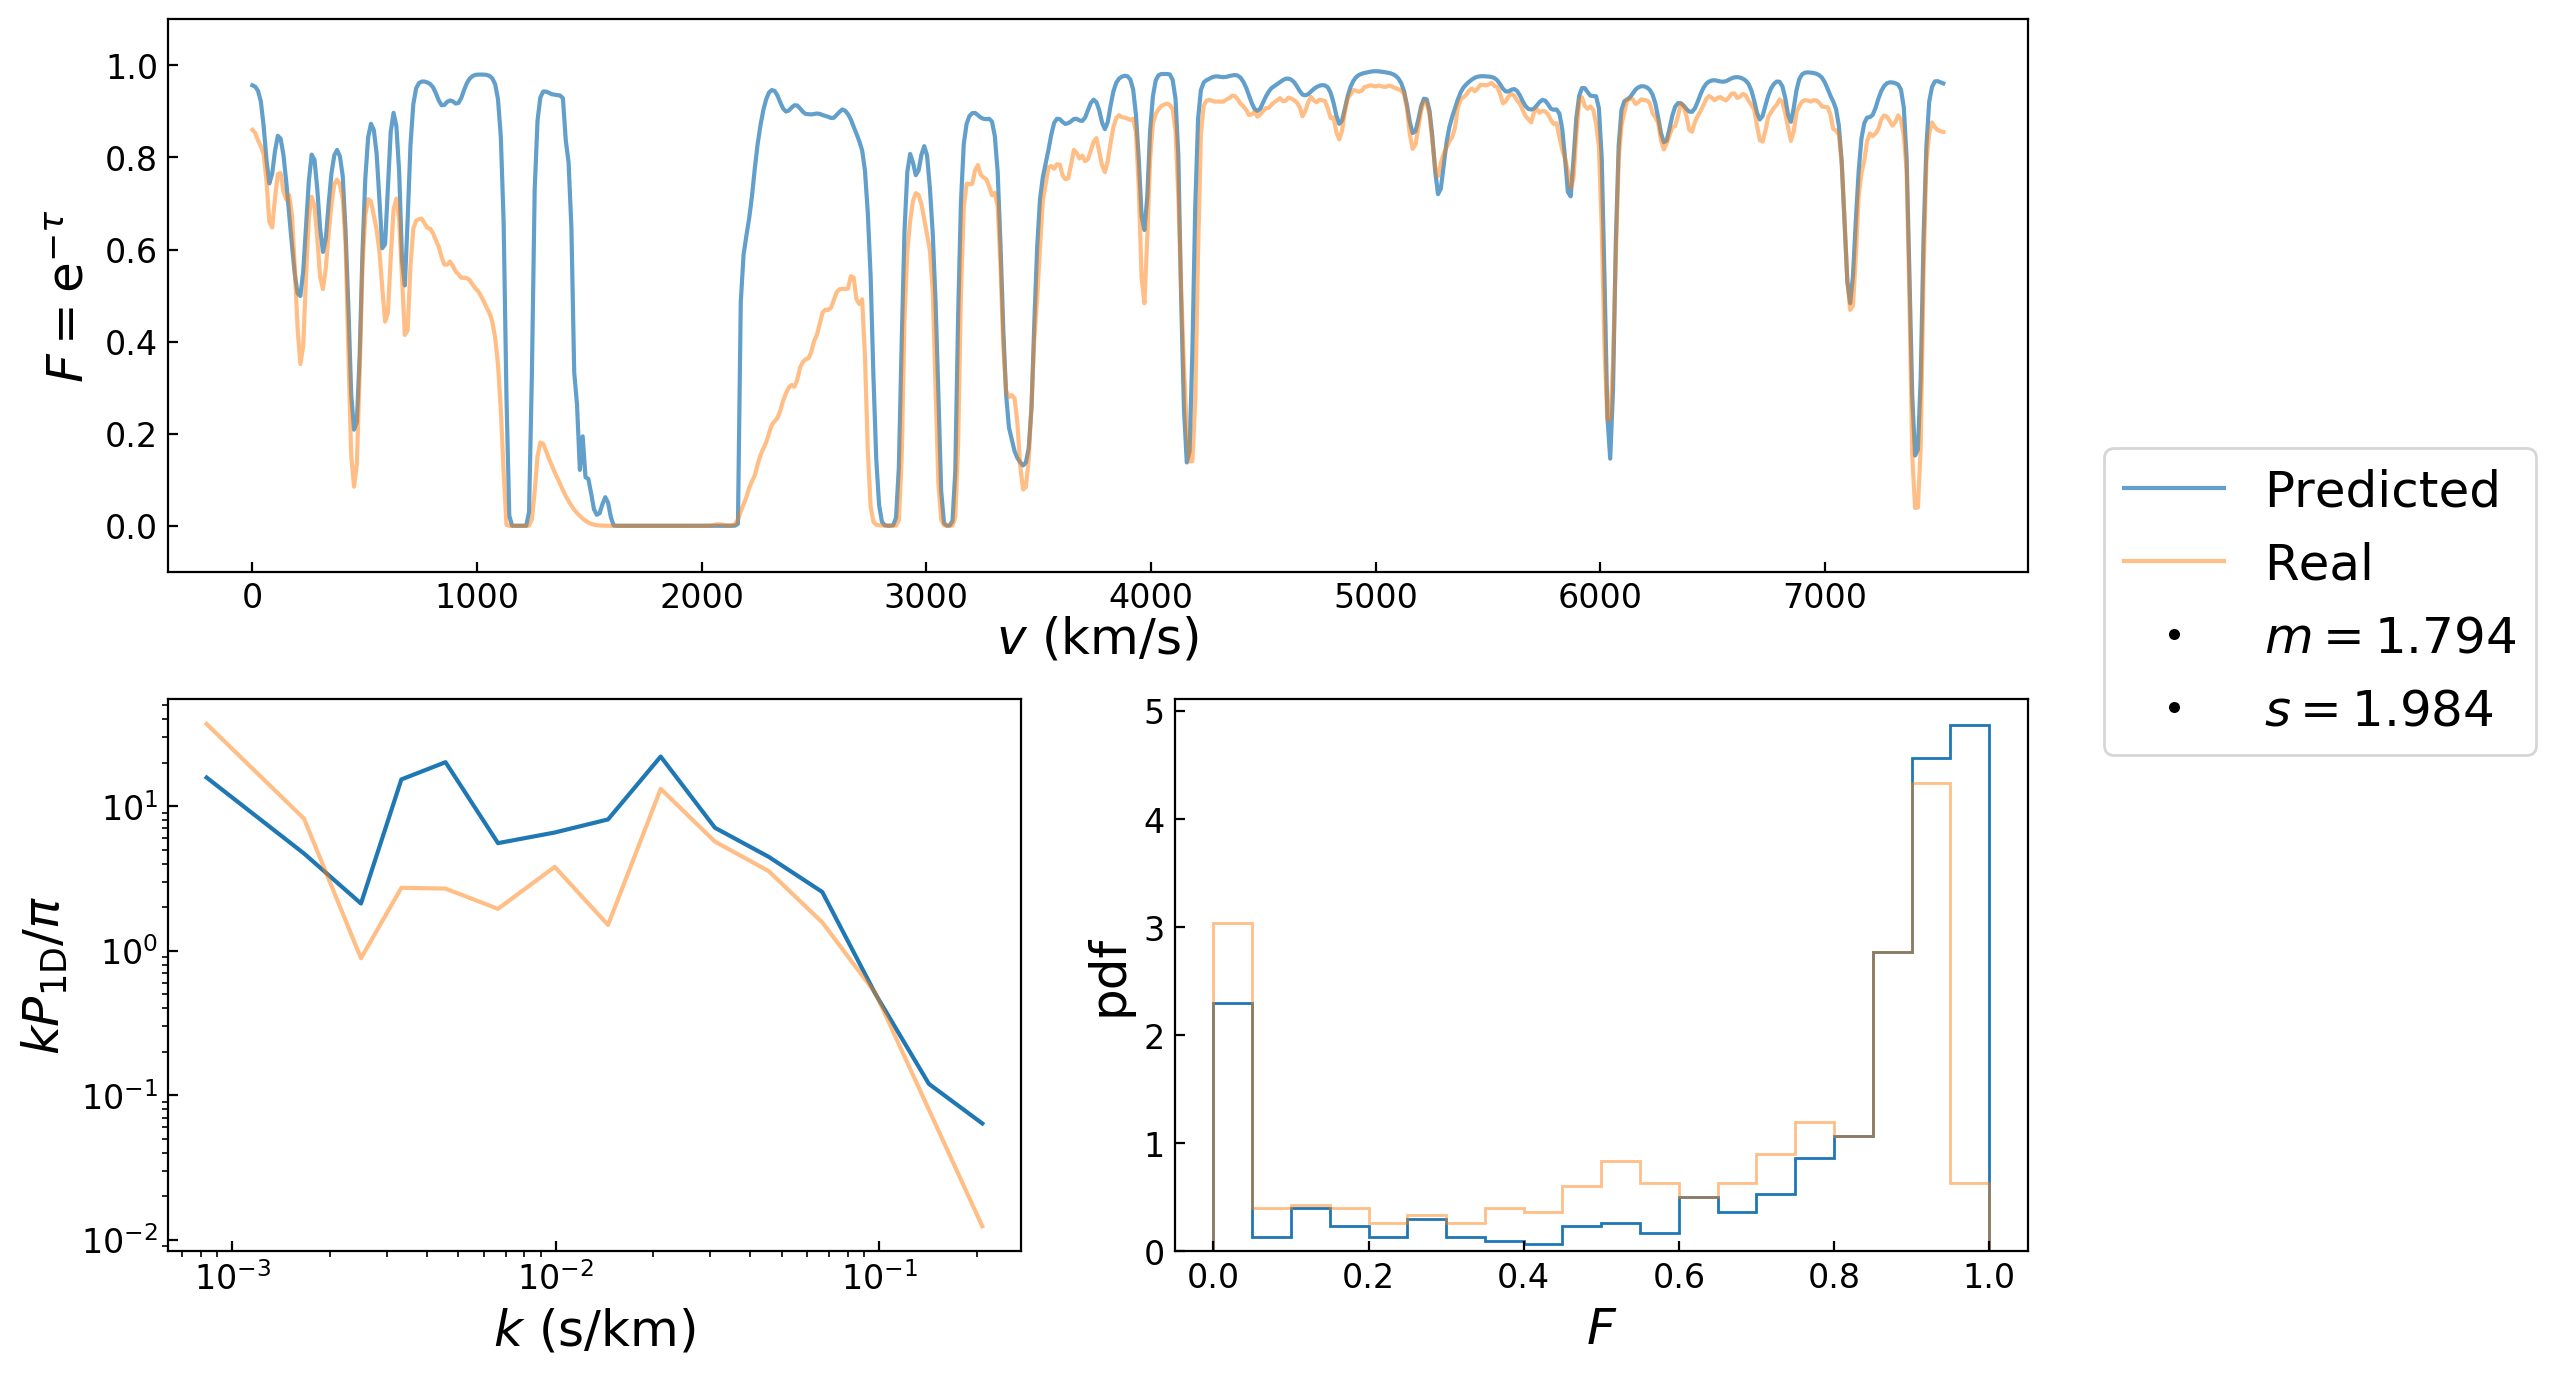 1.0
0.8
0.6
0.4
0.2
0.0
F = e^{-τ}
0 1000 2000 3000 4000 5000 6000 7000
v (km/s)
Predicted
Real
m = 1.794
s = 1.984
10^1
10^0
10^{-1}
10^{-2}
kP_{1D}/π
10^{-3} 10^{-2} 10^{-1}
k (s/km)
5
4
3
2
1
0
pdf
0.0 0.2 0.4 0.6 0.8 1.0
F